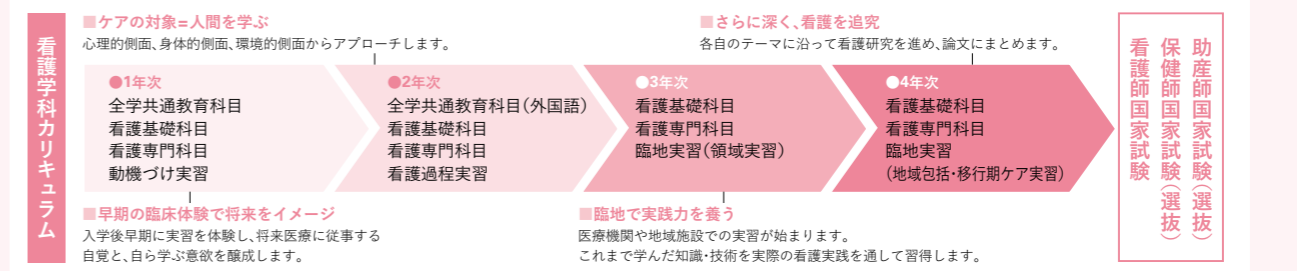 看護学科カリキュラム
■ケアの対象=人間を学ぶ
心理的側面、身体的側面、環境的側面からアプローチします。
■さらに深く、看護を追究
各自のテーマに沿って看護研究を進め、論文にまとめます。
●1年次
全学共通教育科目
看護基礎科目
看護専門科目
動機づけ実習
●2年次
全学共通教育科目(外国語)
看護基礎科目
看護専門科目
看護過程実習
●3年次
看護基礎科目
看護専門科目
臨地実習(領域実習)
●4年次
看護基礎科目
看護専門科目
臨地実習
(地域包括・移行期ケア実習)
■早期の臨床体験で将来をイメージ
入学後早期に実習を体験し、将来医療に従事する
自覚と、自ら学ぶ意欲を醸成します。
■臨地で実践力を養う
医療機関や地域施設での実習が始まります。
これまで学んだ知識・技術を実際の看護実践を通して習得します。
助産師国家試験(選抜)
保健師国家試験(選抜)
看護師国家試験